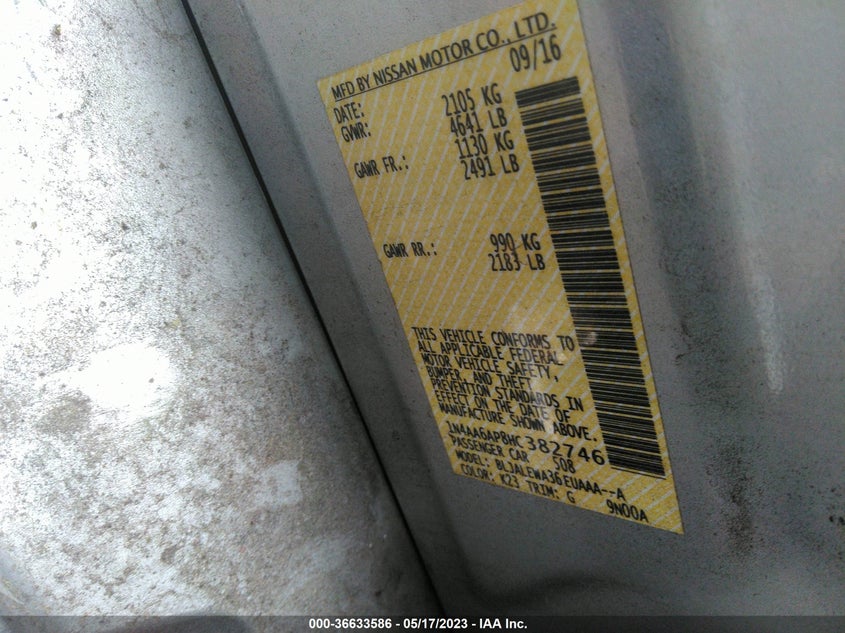 MFD BY NISSAN MOTOR CO., LTD.
DATE: 09/16
GVWR: 2105 KG
4641 LB
GAWR FR.: 1130 KG
2491 LB
GAWR RR.: 990 KG
2183 LB
THIS VEHICLE CONFORMS TO
ALL APPLICABLE FEDERAL
MOTOR VEHICLE SAFETY,
BUMPER, AND THEFT
PREVENTION STANDARDS IN
EFFECT ON THE DATE OF
MANUFACTURE SHOWN ABOVE.
1N4AA6AP8HC382746
PASSENGER CAR 508
MODEL: BLJALEWA36EUAAA--A
COLOR: K23 TRIM: G 9N00A
000-36633586 - 05/17/2023 - IAA Inc.